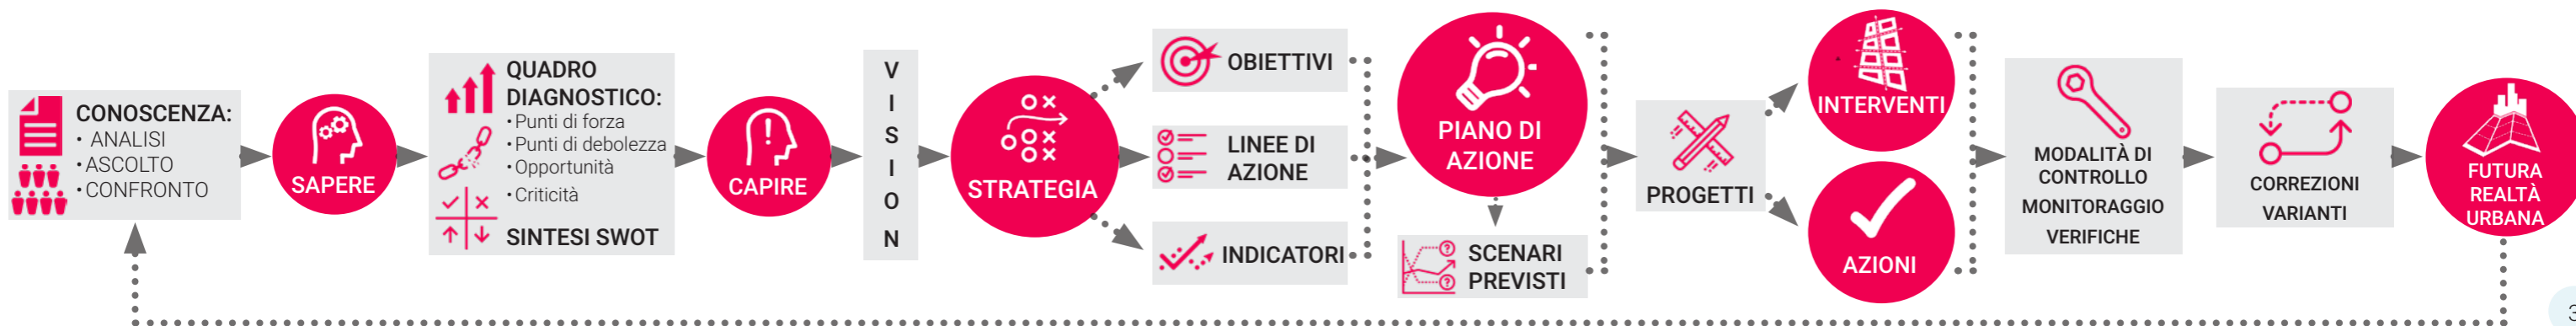 CONOSCENZA:
• ANALISI
• ASCOLTO
• CONFRONTO
SAPERE
QUADRO
DIAGNOSTICO:
• Punti di forza
• Punti di debolezza
• Opportunità
• Criticità
SINTESI SWOT
CAPIRE
V
I
S
I
O
N
STRATEGIA
OBIETTIVI
LINEE DI
AZIONE
INDICATORI
PIANO DI
AZIONE
SCENARI
PREVISTI
PROGETTI
INTERVENTI
AZIONI
MODALITÀ DI
CONTROLLO
MONITORAGGIO
VERIFICHE
CORREZIONI
VARIANTI
FUTURA
REALTÀ
URBANA